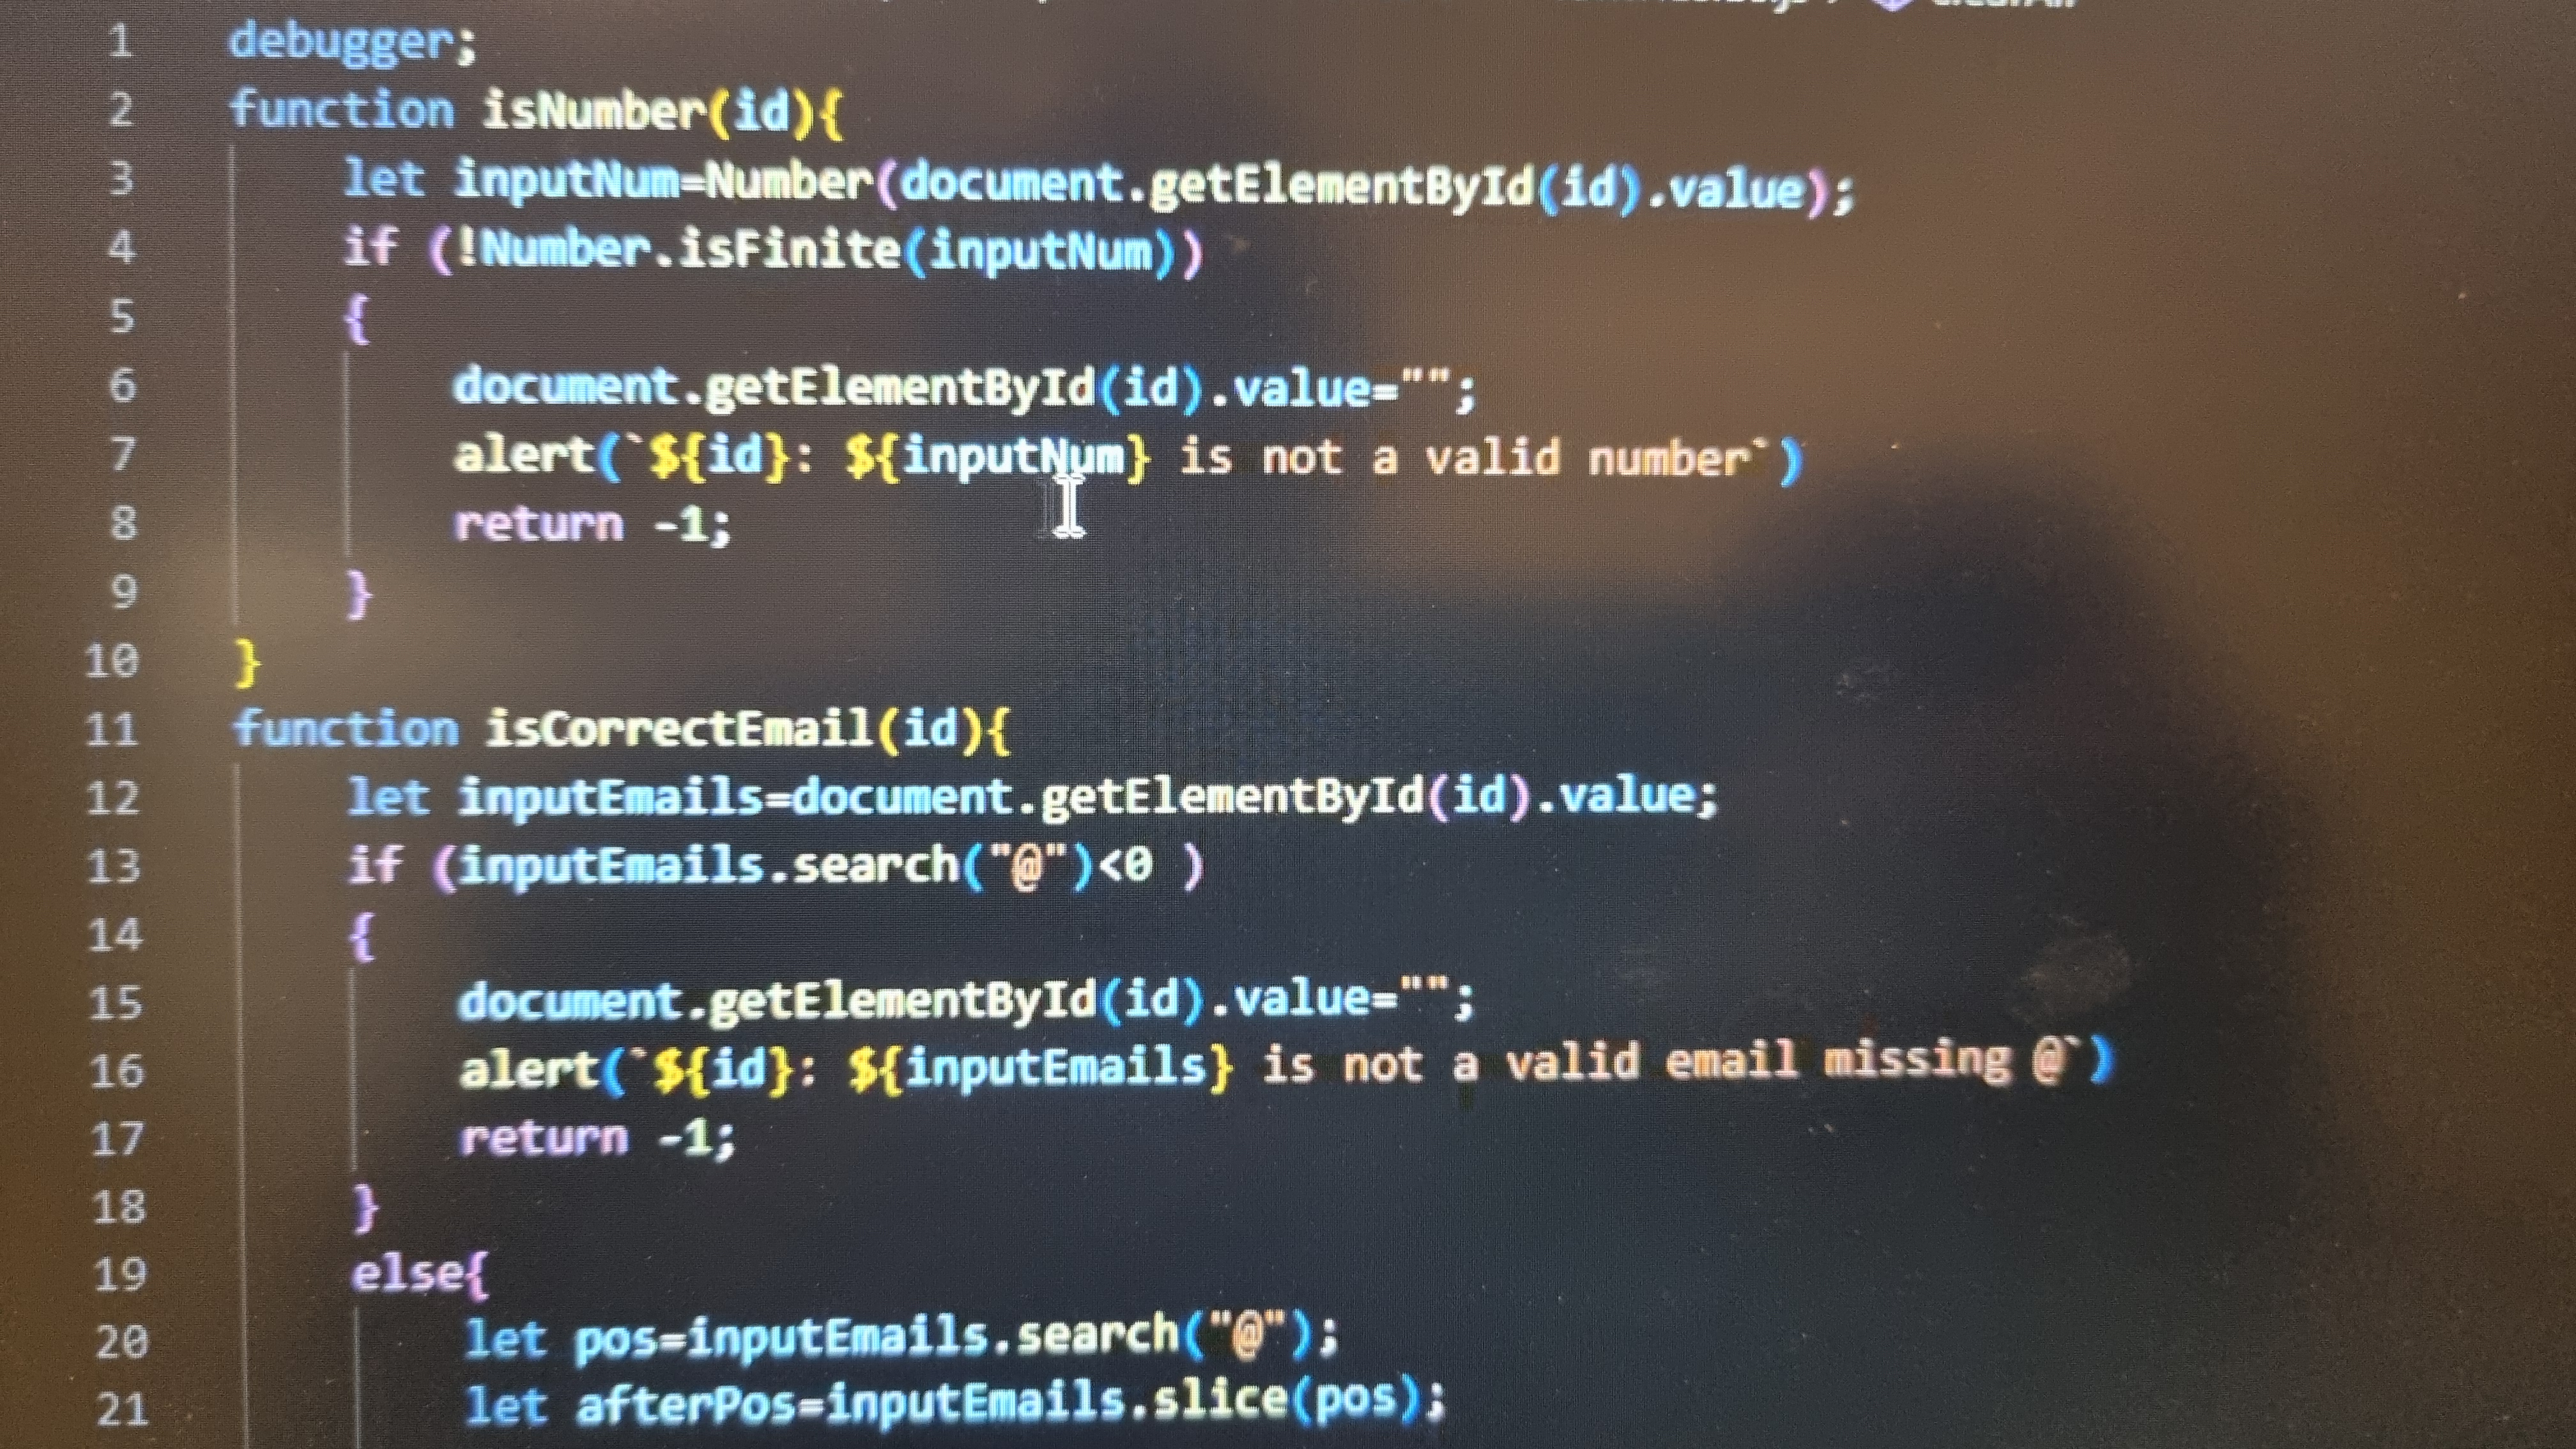 1 debugger;
2 function isNumber(id){
3 let inputNum=Number(document.getElementById(id).value);
4 if (!Number.isFinite(inputNum))
5 {
6 document.getElementById(id).value="";
7 alert(`${id}: ${inputNum} is not a valid number`)
8 return -1;
9 }
10 }
11 function isCorrectEmail(id){
12 let inputEmails=document.getElementById(id).value;
13 if (inputEmails.search("@")<0 )
14 {
15 document.getElementById(id).value="";
16 alert(`${id}: ${inputEmails} is not a valid email missing @`)
17 return -1;
18 }
19 else{
20 let pos=inputEmails.search("@");
21 let afterPos=inputEmails.slice(pos);